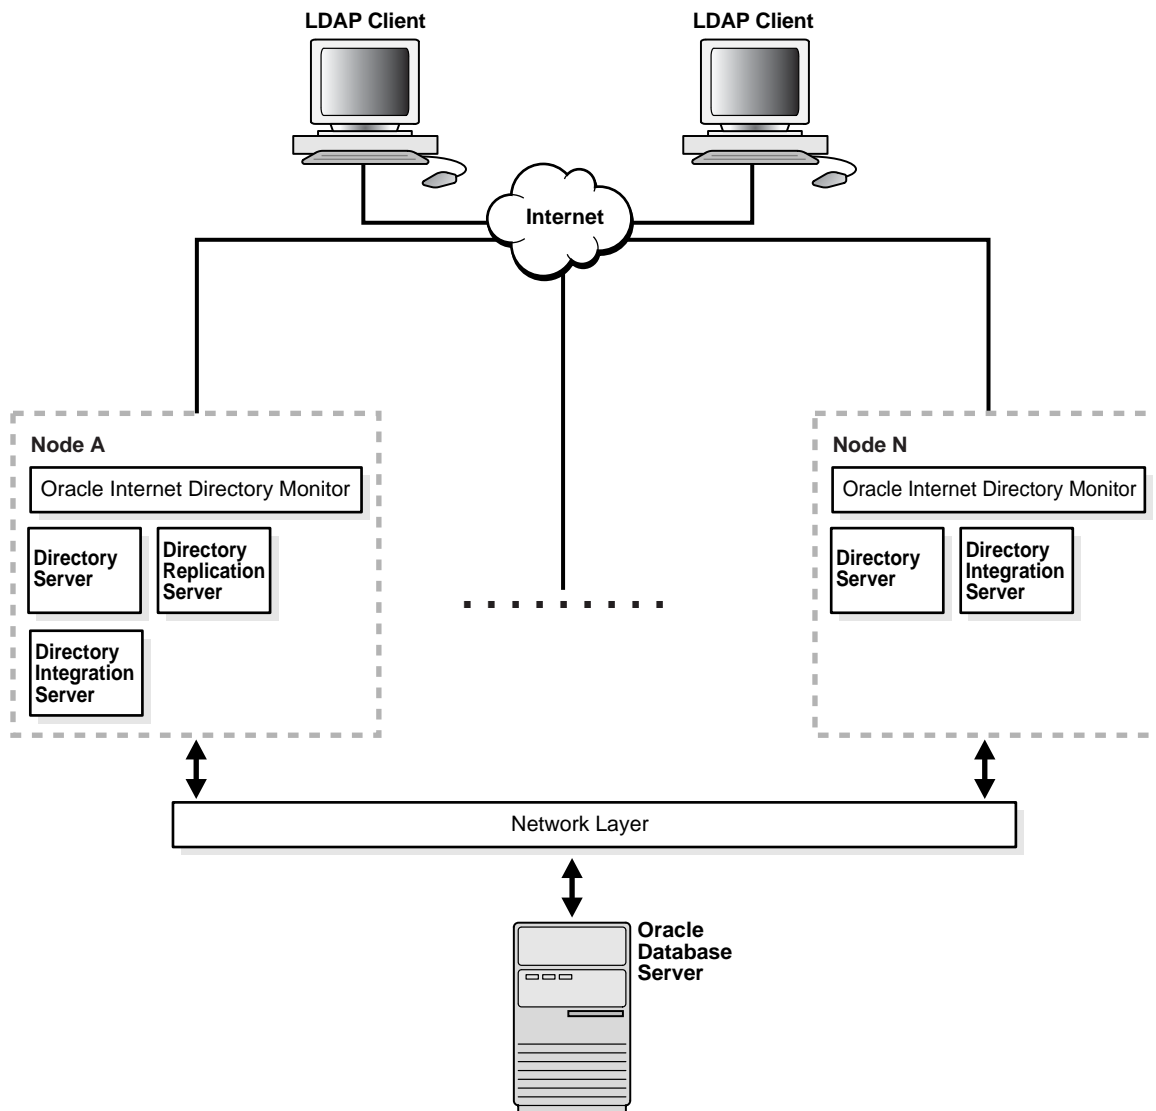 LDAP Client
LDAP Client
Internet
Node A
Oracle Internet Directory Monitor
Directory
Server
Directory
Replication
Server
Directory
Integration
Server
Node N
Oracle Internet Directory Monitor
Directory
Server
Directory
Integration
Server
Network Layer
Oracle
Database
Server